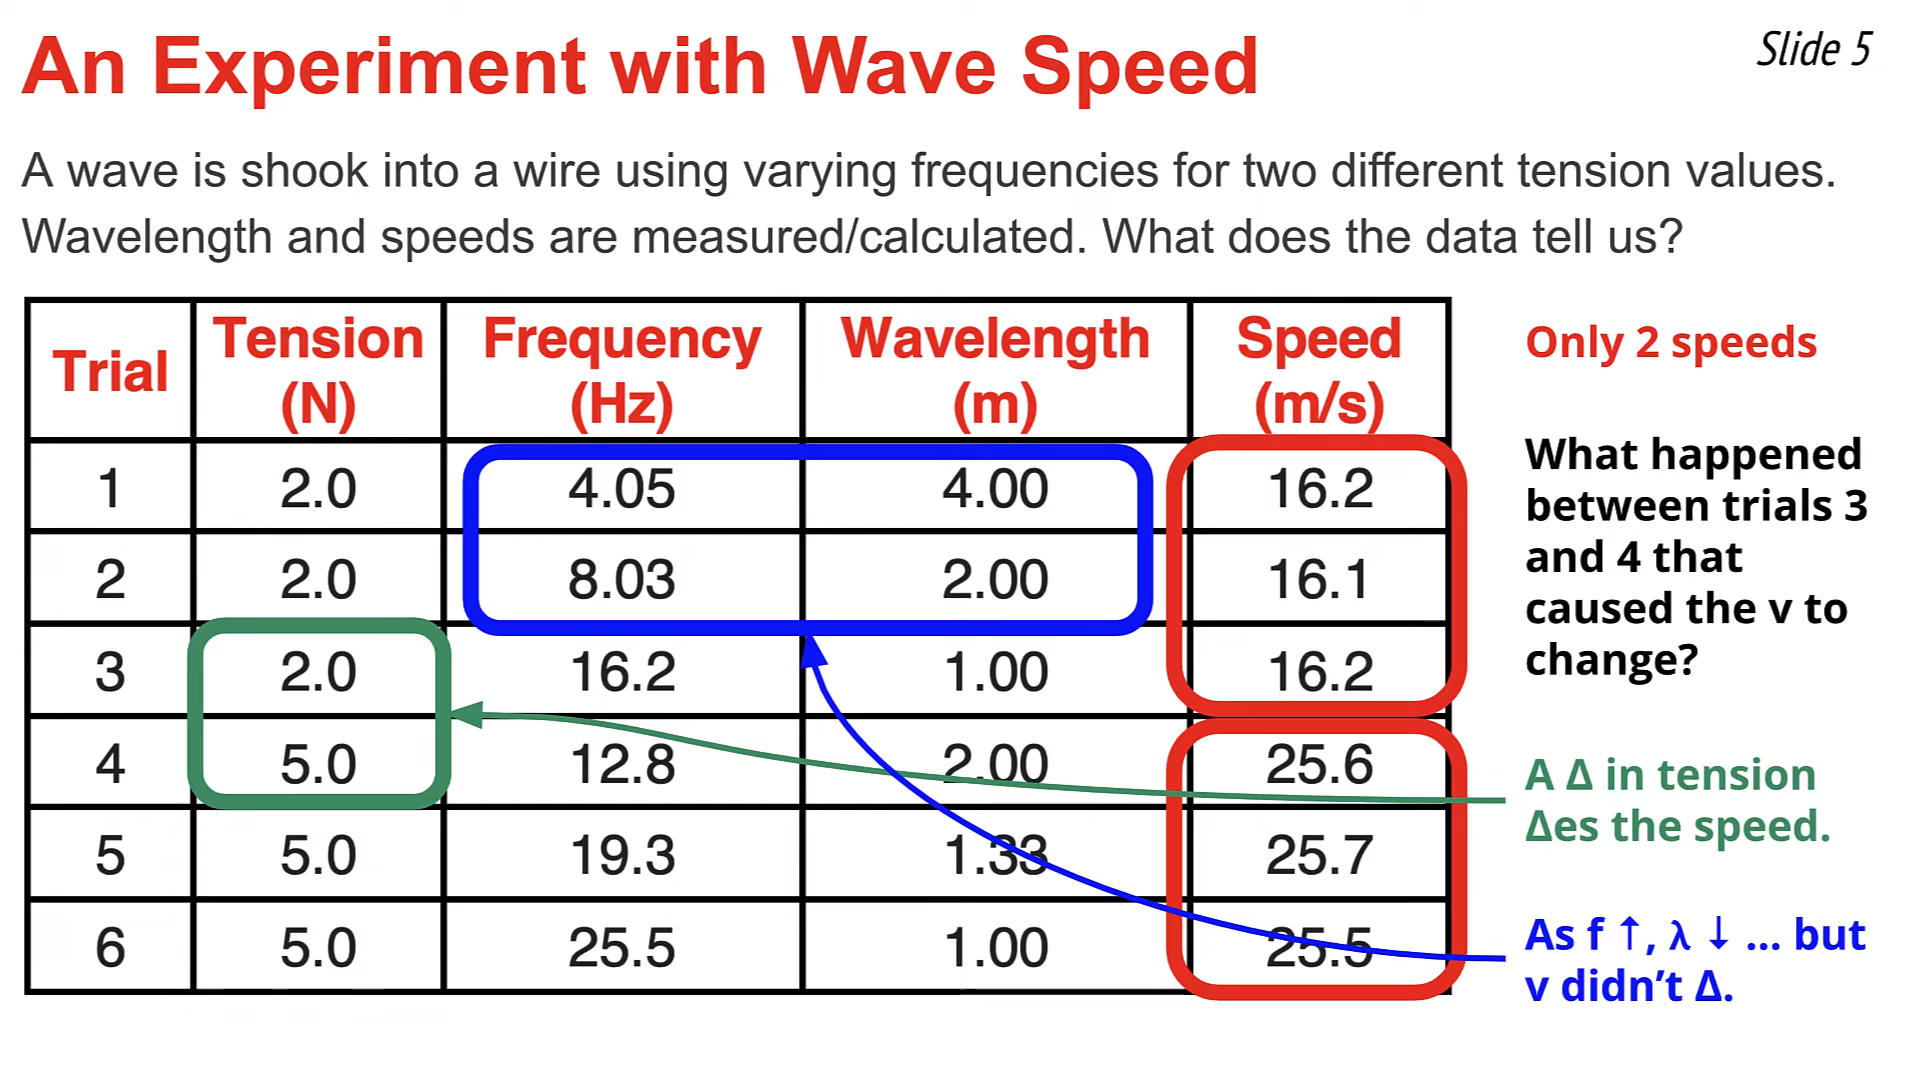 An Experiment with Wave Speed
Slide 5
A wave is shook into a wire using varying frequencies for two different tension values.
Wavelength and speeds are measured/calculated. What does the data tell us?
Trial Tension (N) Frequency (Hz) Wavelength (m) Speed (m/s)
1 2.0 4.05 4.00 16.2
2 2.0 8.03 2.00 16.1
3 2.0 16.2 1.00 16.2
4 5.0 12.8 2.00 25.6
5 5.0 19.3 1.33 25.7
6 5.0 25.5 1.00 25.5
Only 2 speeds
What happened
between trials 3
and 4 that
caused the v to
change?
A Δ in tension
Δes the speed.
As f ↑, λ ↓ ... but
v didn’t Δ.